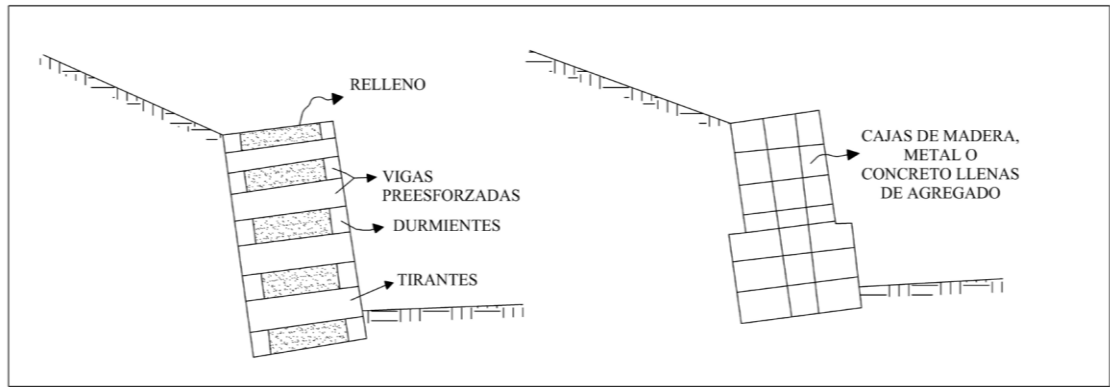 RELLENO
VIGAS
PREESFORZADAS
DURMIENTES
TIRANTES
CAJAS DE MADERA,
METAL O
CONCRETO LLENAS
DE AGREGADO